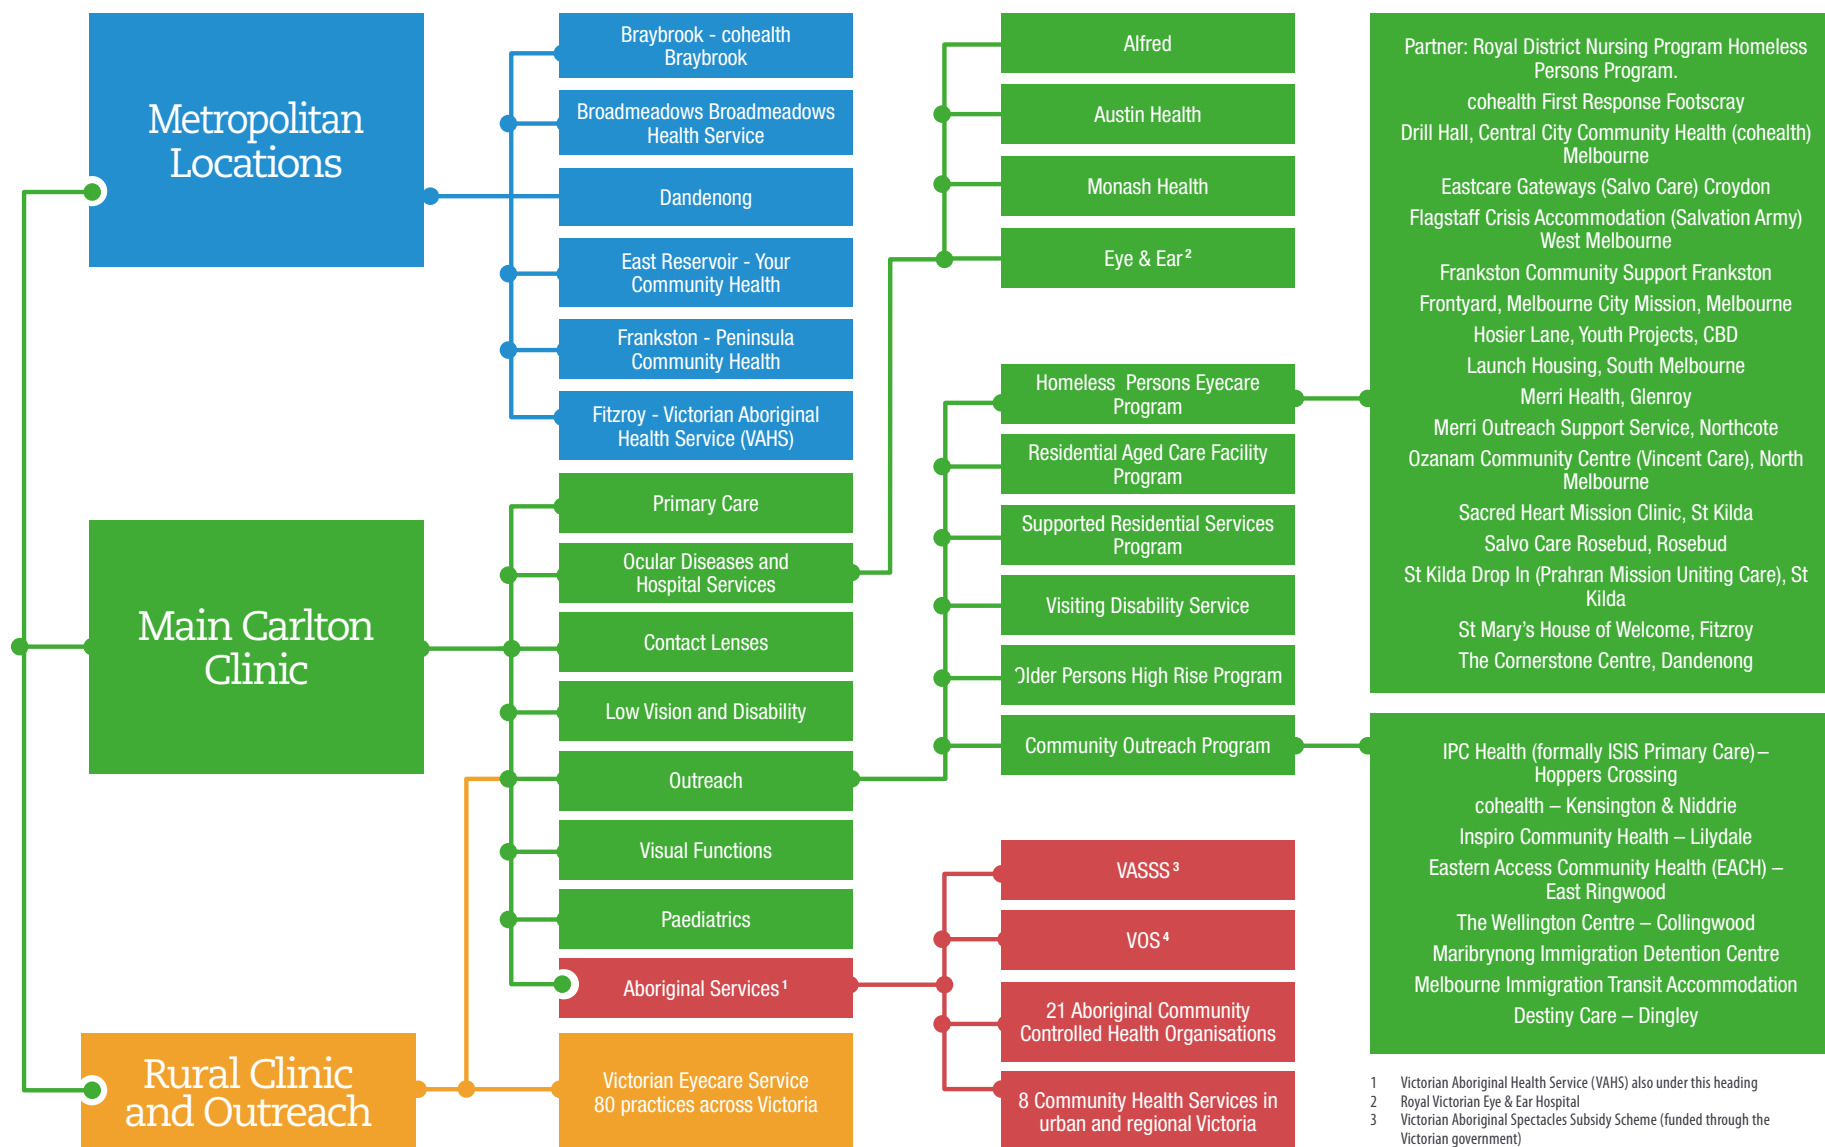 Metropolitan
Locations
Braybrook - cohealth
Braybrook
Broadmeadows Broadmeadows
Health Service
Dandenong
East Reservoir - Your
Community Health
Frankston - Peninsula
Community Health
Fitzroy - Victorian Aboriginal
Health Service (VAHS)
Main Carlton
Clinic
Primary Care
Ocular Diseases and
Hospital Services
Contact Lenses
Low Vision and Disability
Outreach
Visual Functions
Paediatrics
Aboriginal Services 1
Rural Clinic
and Outreach
Victorian Eyecare Service
80 practices across Victoria
Alfred
Austin Health
Monash Health
Eye & Ear 2
Homeless Persons Eyecare
Program
Residential Aged Care Facility
Program
Supported Residential Services
Program
Visiting Disability Service
Older Persons High Rise Program
Community Outreach Program
VASSS 3
VOS 4
21 Aboriginal Community
Controlled Health Organisations
8 Community Health Services in
urban and regional Victoria
Partner: Royal District Nursing Program Homeless
Persons Program.
cohealth First Response Footscray
Drill Hall, Central City Community Health (cohealth)
Melbourne
Eastcare Gateways (Salvo Care) Croydon
Flagstaff Crisis Accommodation (Salvation Army)
West Melbourne
Frankston Community Support Frankston
Frontyard, Melbourne City Mission, Melbourne
Hosier Lane, Youth Projects, CBD
Launch Housing, South Melbourne
Merri Health, Glenroy
Merri Outreach Support Service, Northcote
Ozanam Community Centre (Vincent Care), North
Melbourne
Sacred Heart Mission Clinic, St Kilda
Salvo Care Rosebud, Rosebud
St Kilda Drop In (Prahran Mission Uniting Care), St
Kilda
St Mary's House of Welcome, Fitzroy
The Cornerstone Centre, Dandenong
IPC Health (formally ISIS Primary Care) –
Hoppers Crossing
cohealth – Kensington & Niddrie
Inspiro Community Health – Lilydale
Eastern Access Community Health (EACH) –
East Ringwood
The Wellington Centre – Collingwood
Maribrynong Immigration Detention Centre
Melbourne Immigration Transit Accommodation
Destiny Care – Dingley
1 Victorian Aboriginal Health Service (VAHS) also under this heading
2 Royal Victorian Eye & Ear Hospital
3 Victorian Aboriginal Spectacles Subsidy Scheme (funded through the
Victorian government)